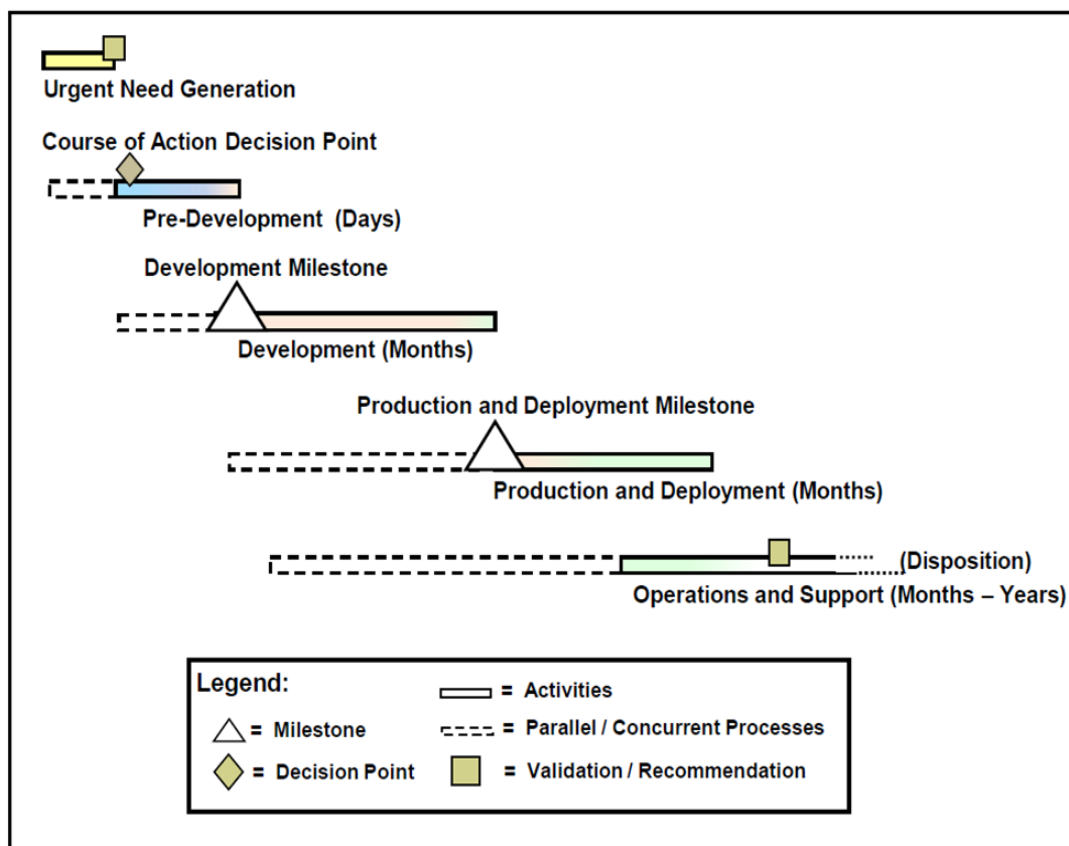 Urgent Need Generation
Course of Action Decision Point
Pre-Development (Days)
Development Milestone
Development (Months)
Production and Deployment Milestone
Production and Deployment (Months)
(Disposition)
Operations and Support (Months – Years)
Legend:
= Activities
= Milestone
= Parallel / Concurrent Processes
= Decision Point
= Validation / Recommendation